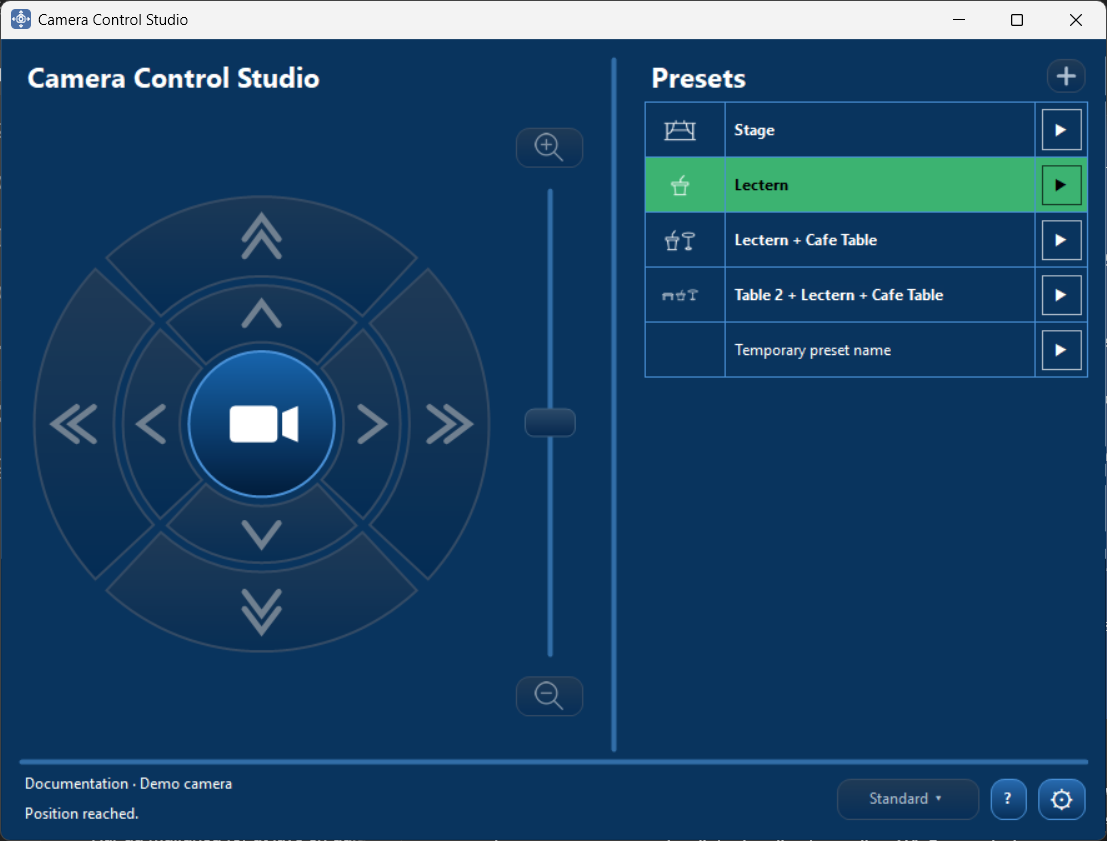 Camera Control Studio
Camera Control Studio
Presets
Stage
Lectern
Lectern + Cafe Table
Table 2 + Lectern + Cafe Table
Temporary preset name
Documentation · Demo camera
Position reached.
Standard
?